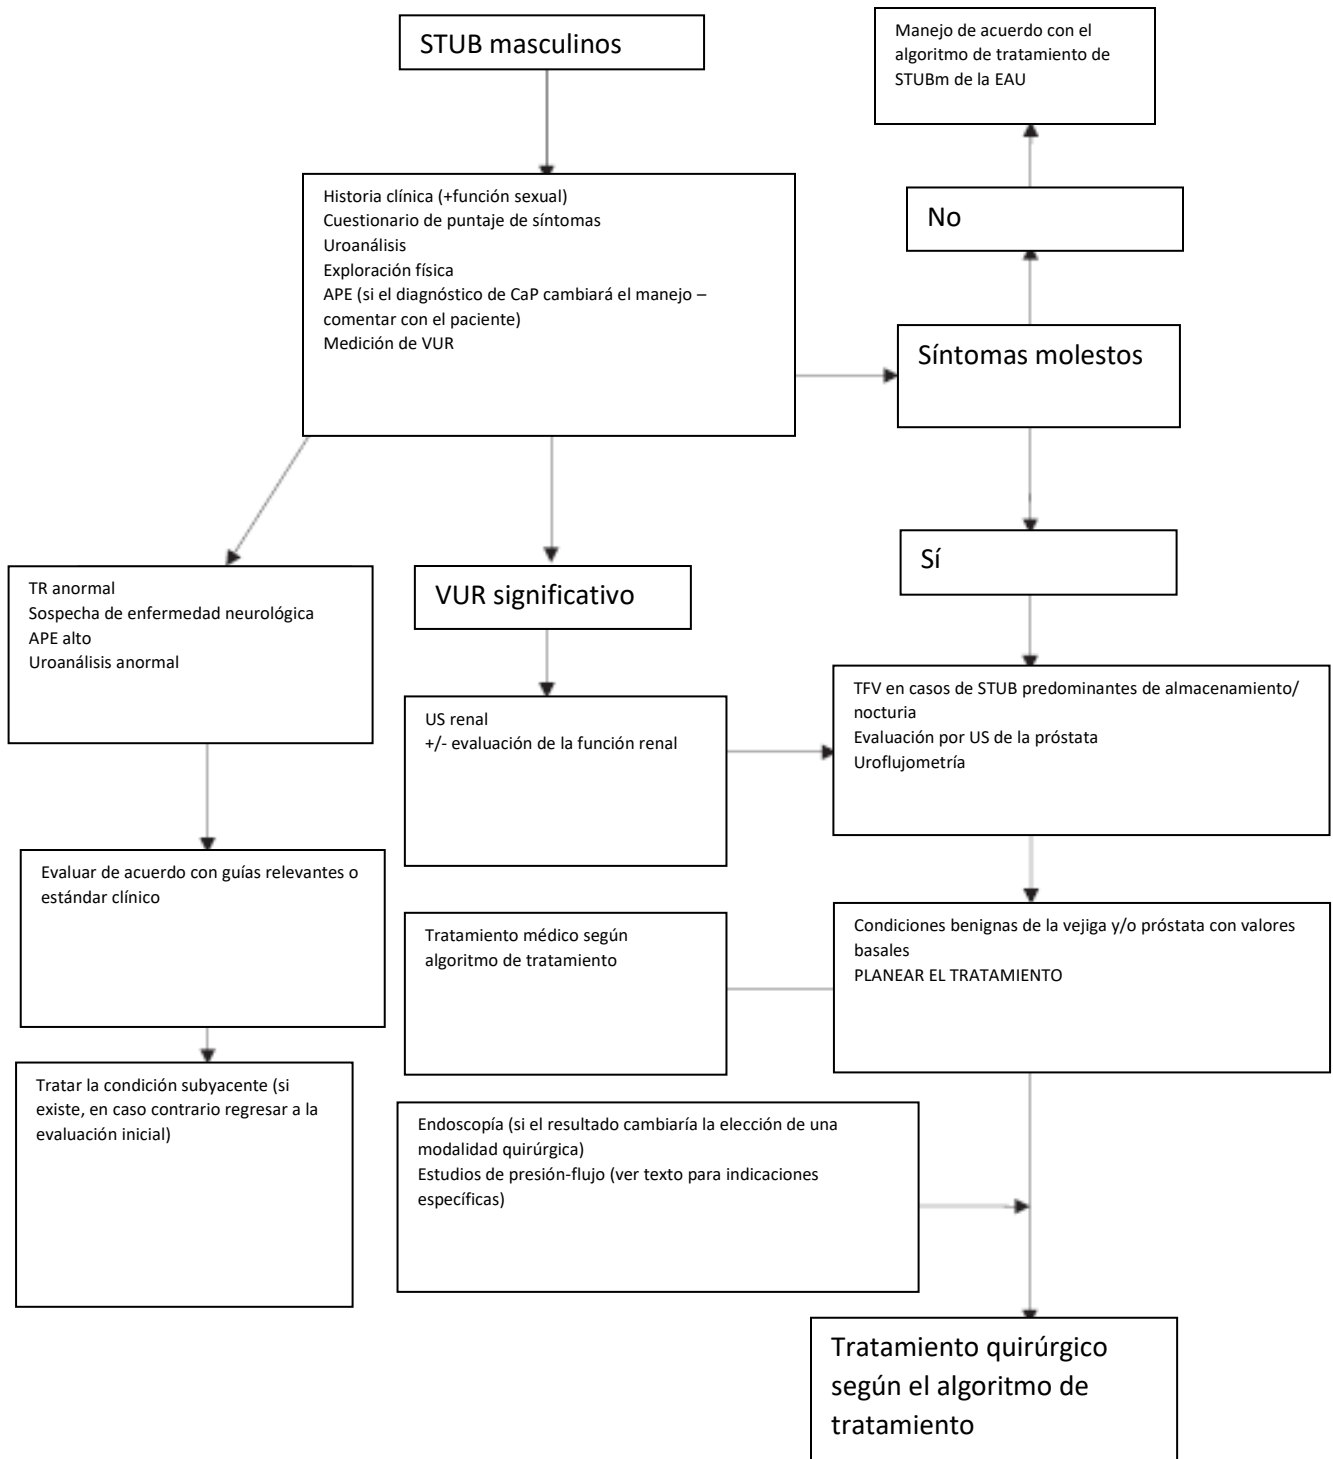 STUB masculinos
Manejo de acuerdo con el
algoritmo de tratamiento de
STUBm de la EAU
Historia clínica (+función sexual)
Cuestionario de puntaje de síntomas
Uroanálisis
Exploración física
APE (si el diagnóstico de CaP cambiará el manejo –
comentar con el paciente)
Medición de VUR
No
Síntomas molestos
Sí
TR anormal
Sospecha de enfermedad neurológica
APE alto
Uroanálisis anormal
VUR significativo
US renal
+/- evaluación de la función renal
TFV en casos de STUB predominantes de almacenamiento/
nocturia
Evaluación por US de la próstata
Uroflujometría
Evaluar de acuerdo con guías relevantes o
estándar clínico
Tratamiento médico según
algoritmo de tratamiento
Condiciones benignas de la vejiga y/o próstata con valores
basales
PLANEAR EL TRATAMIENTO
Tratar la condición subyacente (si
existe, en caso contrario regresar a la
evaluación inicial)
Endoscopía (si el resultado cambiaría la elección de una
modalidad quirúrgica)
Estudios de presión-flujo (ver texto para indicaciones
específicas)
Tratamiento quirúrgico
según el algoritmo de
tratamiento